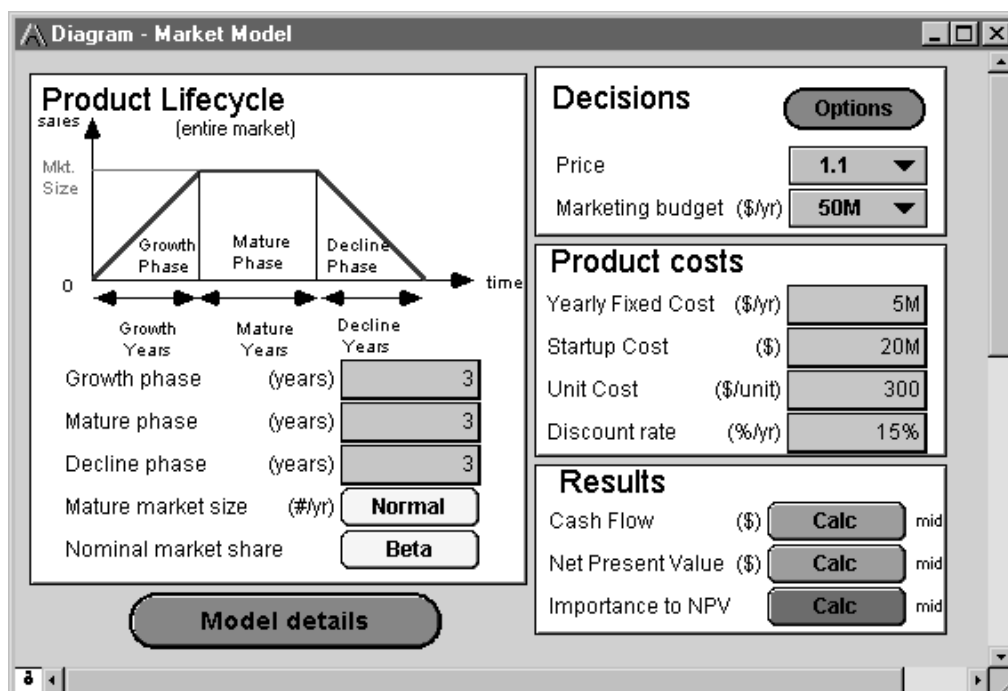 Diagram - Market Model
Product Lifecycle
(entire market)
sales
Mkt.
Size
Growth
Phase
Mature
Phase
Decline
Phase
0
time
Growth
Years
Mature
Years
Decline
Years
Growth phase (years) 3
Mature phase (years) 3
Decline phase (years) 3
Mature market size (#/yr) Normal
Nominal market share Beta
Model details
Decisions
Options
Price 1.1
Marketing budget ($/yr) 50M
Product costs
Yearly Fixed Cost ($/yr) 5M
Startup Cost ($) 20M
Unit Cost ($/unit) 300
Discount rate (%/yr) 15%
Results
Cash Flow ($) Calc mid
Net Present Value ($) Calc mid
Importance to NPV Calc mid